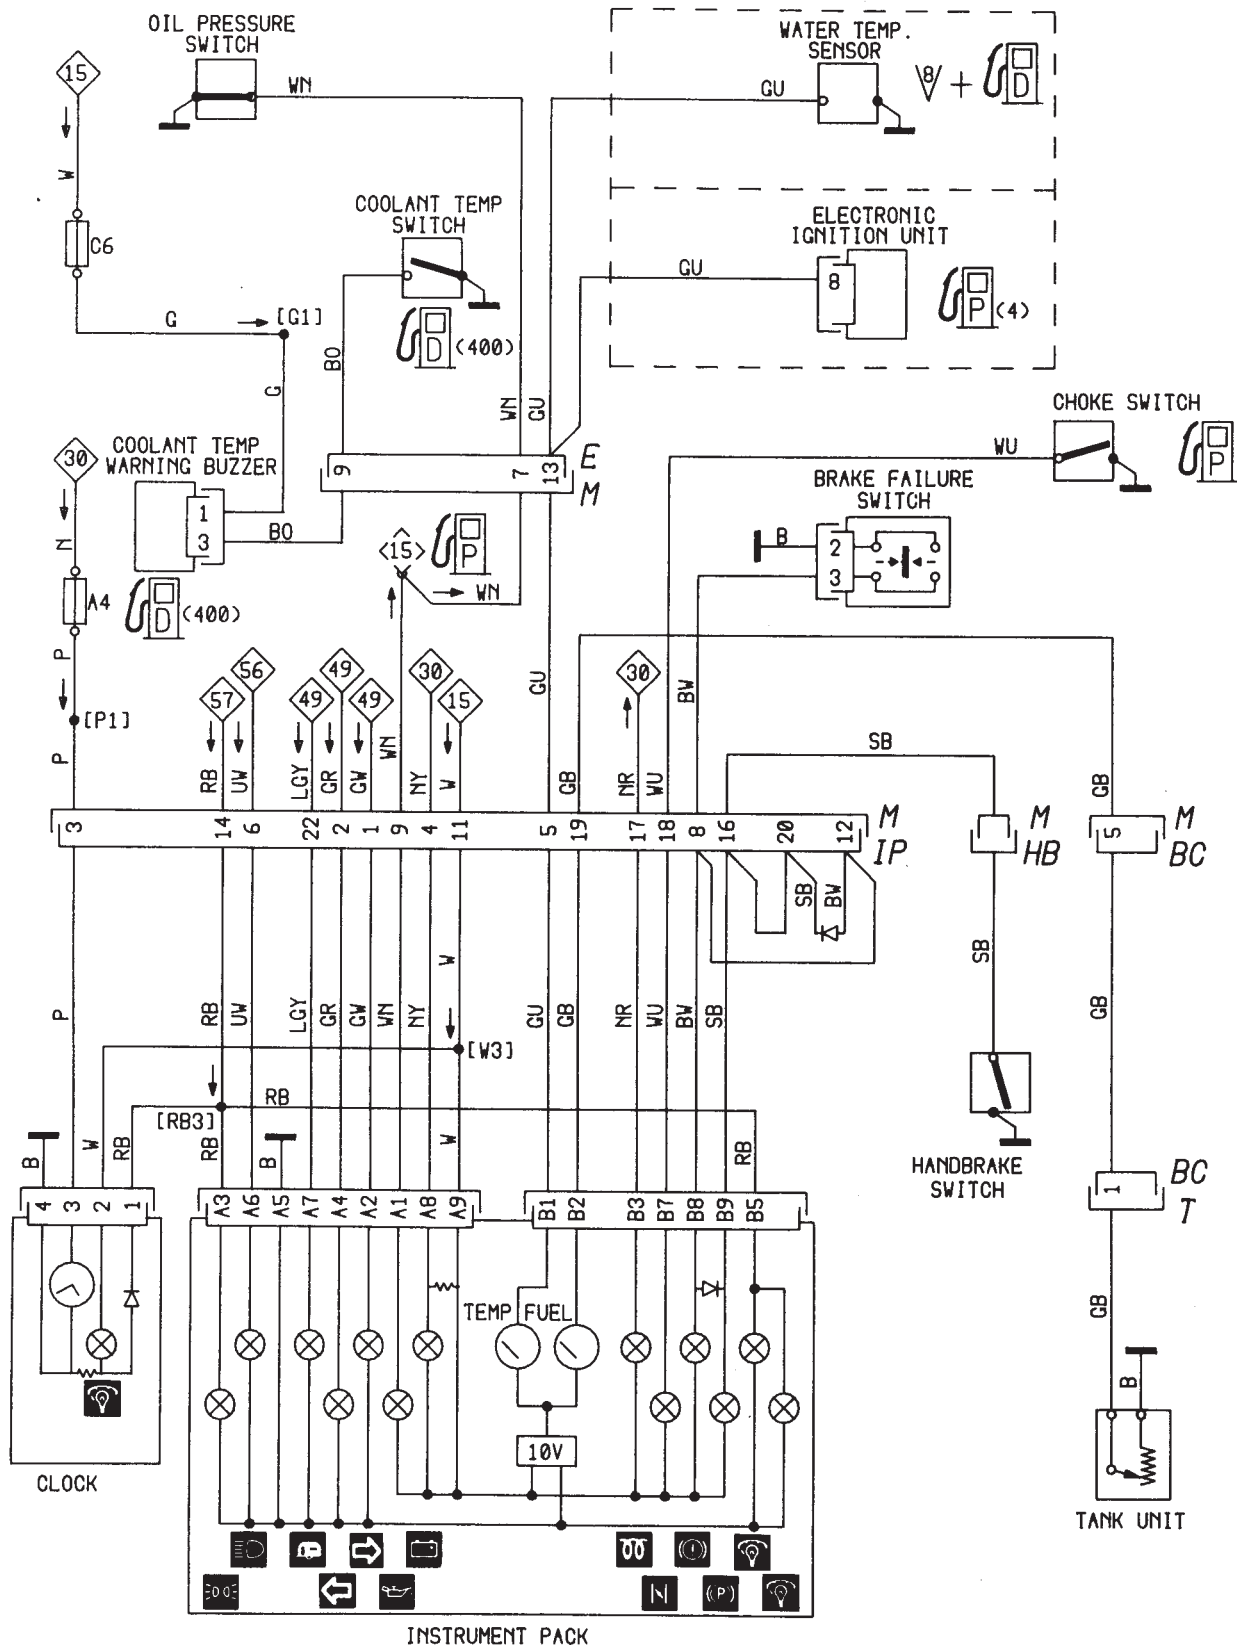 OIL PRESSURE
SWITCH
15
WN
W
C6
G
[G1]
G
WATER TEMP.
SENSOR
GU
8
+
D
COOLANT TEMP
SWITCH
BO
D
(400)
ELECTRONIC
IGNITION UNIT
GU
8
P
(4)
WN
GU
CHOKE SWITCH
WU
P
30
COOLANT TEMP
WARNING BUZZER
1
3
BO
9
7
13
E
M
BRAKE FAILURE
SWITCH
B
2
3
N
A4
D
(400)
15
P
WN
P
[P1]
P
57
56
49
49
49
30
15
30
GU
BW
SB
RB
UW
LGY
GR
GW
WN
NY
W
GB
NR
WU
GB
3
14
6
22
2
1
9
4
11
5
19
17
18
8
16
20
12
M
IP
M
HB
5
M
BC
SB
BW
W
SB
P
RB
UW
LGY
GR
GW
WN
NY
GU
GB
NR
WU
BW
SB
GB
[W3]
RB
[RB3]
B
W
RB
RB
B
W
RB
HANDBRAKE
SWITCH
1
BC
T
4
3
2
1
A3
A6
A5
A7
A4
A2
A1
A8
A9
B1
B2
B3
B7
B8
B9
B5
TEMP
FUEL
GB
B
10V
CLOCK
TANK UNIT
(P)
INSTRUMENT PACK